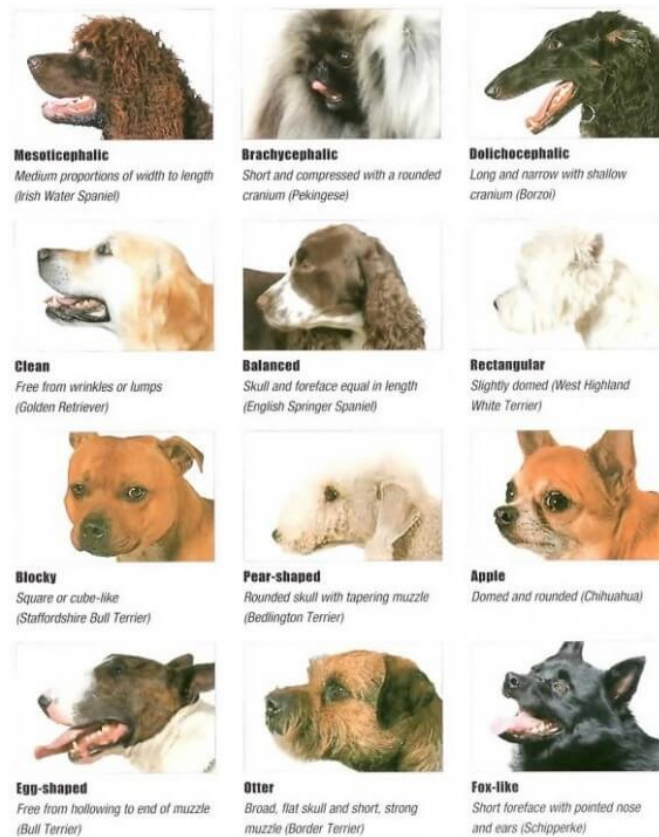 Mesoticephalic
Medium proportions of width to length
(Irish Water Spaniel)
Brachycephalic
Short and compressed with a rounded
cranium (Pekingese)
Dolichocephalic
Long and narrow with shallow
cranium (Borzoi)
Clean
Free from wrinkles or lumps
(Golden Retriever)
Balanced
Skull and foreface equal in length
(English Springer Spaniel)
Rectangular
Slightly domed (West Highland
White Terrier)
Blocky
Square or cube-like
(Staffordshire Bull Terrier)
Pear-shaped
Rounded skull with tapering muzzle
(Bedlington Terrier)
Apple
Domed and rounded (Chihuahua)
Egg-shaped
Free from hollowing to end of muzzle
(Bull Terrier)
Otter
Broad, flat skull and short, strong
muzzle (Border Terrier)
Fox-like
Short foreface with pointed nose
and ears (Schipperke)